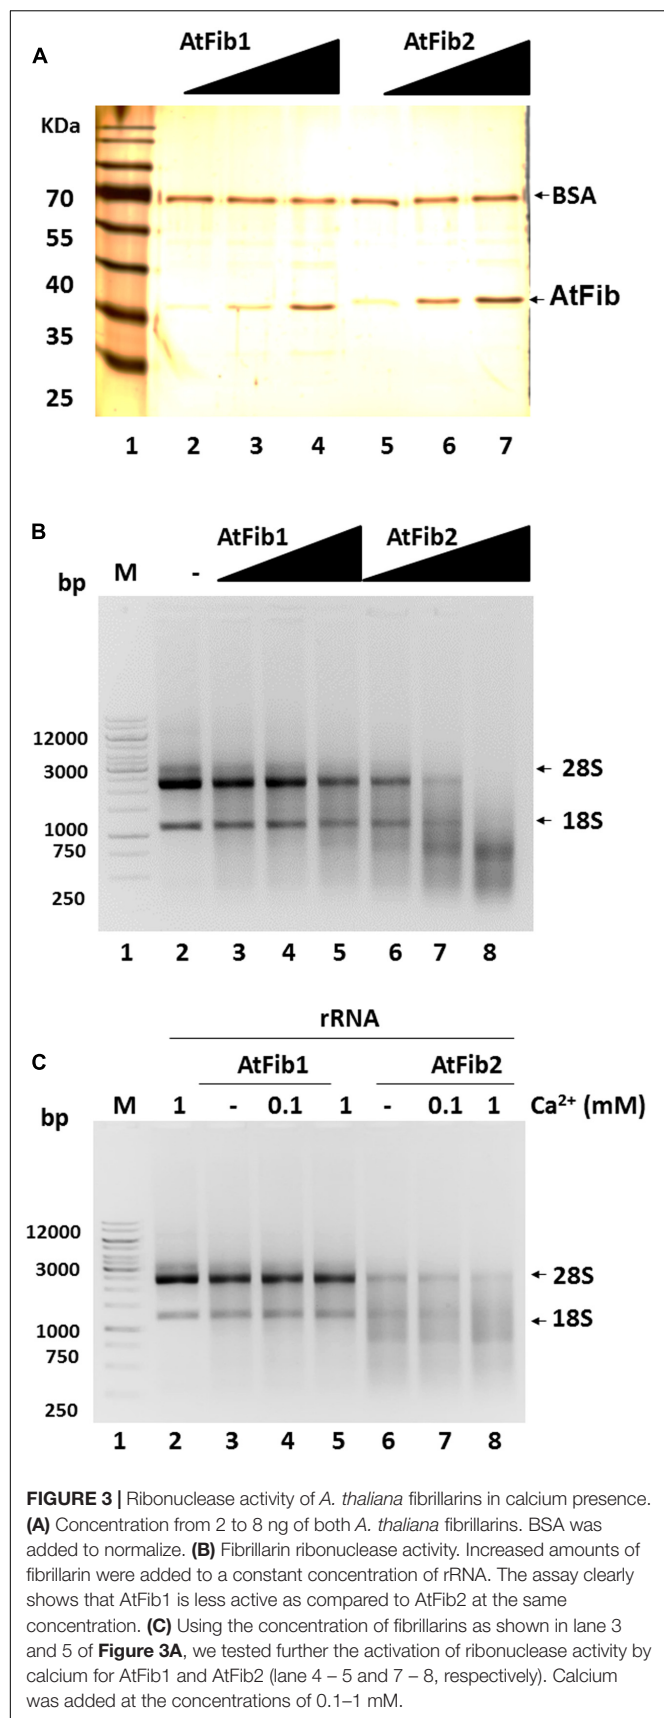 AtFib1 AtFib2
A
KDa
70
55
40
35
25
BSA
AtFib
1 2 3 4 5 6 7
B
AtFib1 AtFib2
bp M -
12000
3000
1000
750
250
28S
18S
1 2 3 4 5 6 7 8
rRNA
C
AtFib1 AtFib2
bp M 1 - 0.1 1 - 0.1 1 Ca²⁺ (mM)
12000
3000
1000
750
250
28S
18S
1 2 3 4 5 6 7 8
FIGURE 3 | Ribonuclease activity of A. thaliana fibrillarins in calcium presence.
(A) Concentration from 2 to 8 ng of both A. thaliana fibrillarins. BSA was
added to normalize. (B) Fibrillarin ribonuclease activity. Increased amounts of
fibrillarin were added to a constant concentration of rRNA. The assay clearly
shows that AtFib1 is less active as compared to AtFib2 at the same
concentration. (C) Using the concentration of fibrillarins as shown in lane 3
and 5 of Figure 3A, we tested further the activation of ribonuclease activity by
calcium for AtFib1 and AtFib2 (lane 4 – 5 and 7 – 8, respectively). Calcium
was added at the concentrations of 0.1–1 mM.